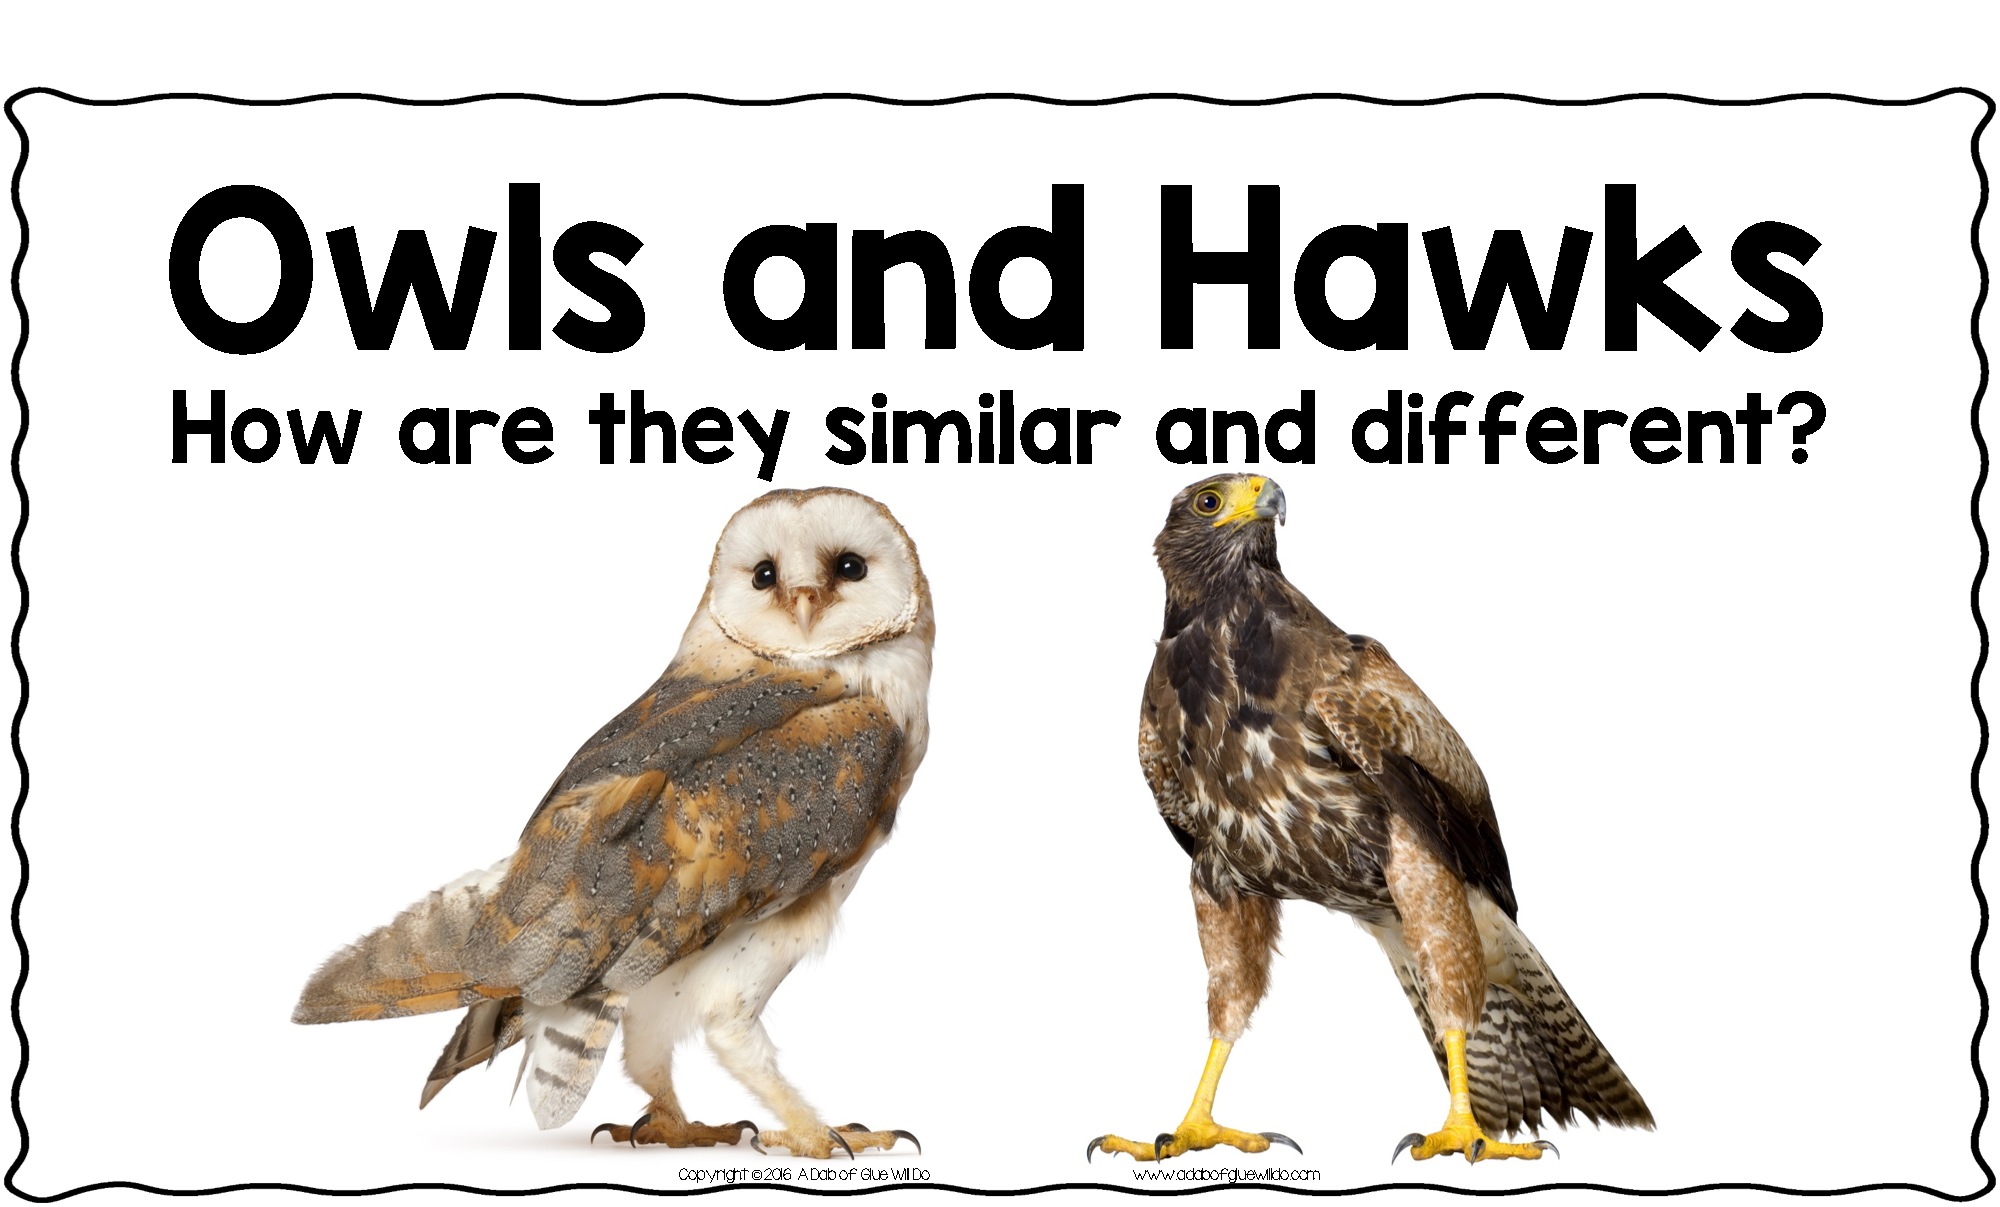 Owls and Hawks
How are they similar and different?
Copyright ©2016 A Dab of Glue Will Do
www.adabofgluewilldo.com